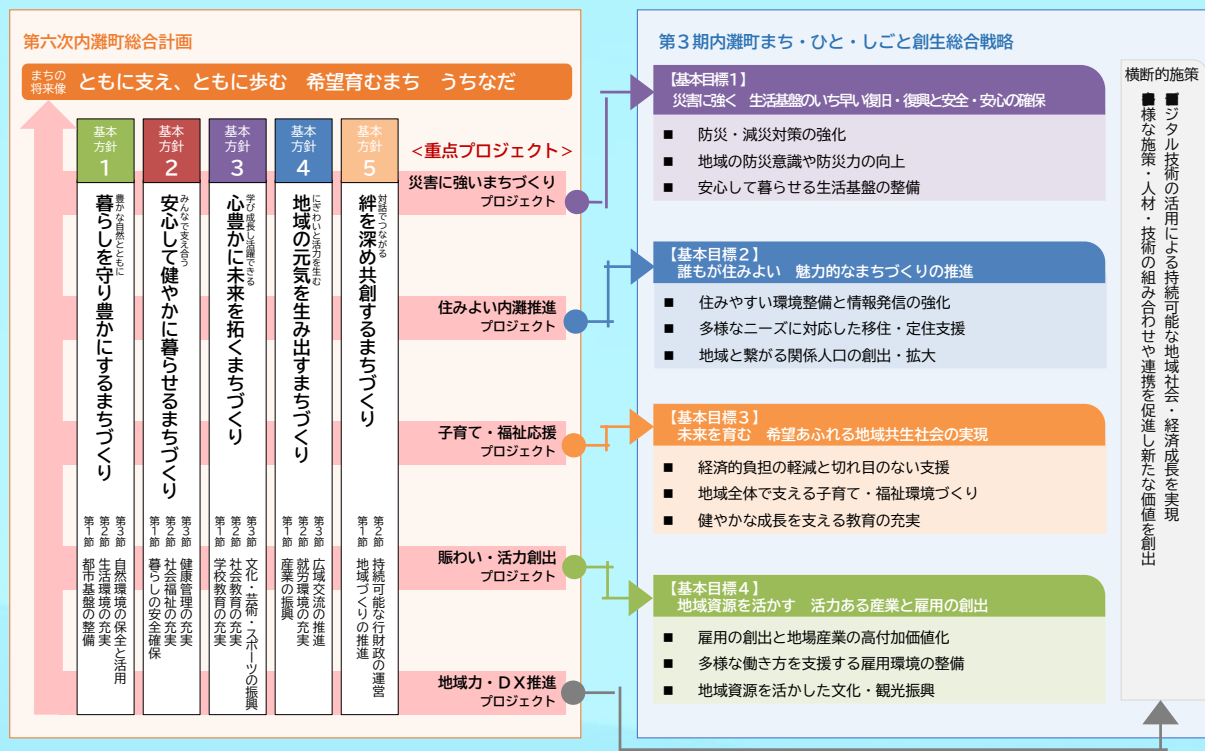 第六次内灘町総合計画
まちの
将来像
ともに支え、ともに歩む　希望育むまち　うちなだ
基本
方針
1
豊かな自然とともに
暮らしを守り豊かにするまちづくり
第1節　都市基盤の整備
第2節　生活環境の充実
第3節　自然環境の保全と活用
基本
方針
2
みんなで支え合う
安心して健やかに暮らせるまちづくり
第1節　暮らしの安全確保
第2節　社会福祉の充実
第3節　健康管理の充実
基本
方針
3
学び成長し活躍できる
心豊かに未来を拓くまちづくり
第1節　学校教育の充実
第2節　社会教育の充実
第3節　文化・芸術・スポーツの振興
基本
方針
4
にぎわいと活力を生む
地域の元気を生み出すまちづくり
第1節　産業の振興
第2節　就労環境の充実
第3節　広域交流の推進
基本
方針
5
対話でつながる
絆を深め共創するまちづくり
第1節　地域づくりの推進
第2節　持続可能な行財政の運営
<重点プロジェクト>
災害に強いまちづくり
プロジェクト
住みよい内灘推進
プロジェクト
子育て・福祉応援
プロジェクト
賑わい・活力創出
プロジェクト
地域力・DX推進
プロジェクト
第3期内灘町まち・ひと・しごと創生総合戦略
【基本目標1】
災害に強く　生活基盤のいち早い復旧・復興と安全・安心の確保
■　防災・減災対策の強化
■　地域の防災意識や防災力の向上
■　安心して暮らせる生活基盤の整備
【基本目標2】
誰もが住みよい　魅力的なまちづくりの推進
■　住みやすい環境整備と情報発信の強化
■　多様なニーズに対応した移住・定住支援
■　地域と繋がる関係人口の創出・拡大
【基本目標3】
未来を育む　希望あふれる地域共生社会の実現
■　経済的負担の軽減と切れ目のない支援
■　地域全体で支える子育て・福祉環境づくり
■　健やかな成長を支える教育の充実
【基本目標4】
地域資源を活かす　活力ある産業と雇用の創出
■　雇用の創出と地場産業の高付加価値化
■　多様な働き方を支援する雇用環境の整備
■　地域資源を活かした文化・観光振興
横断的施策
■デジタル技術の活用による持続可能な地域社会・経済成長を実現
■多様な施策・人材・技術の組み合わせや連携を促進し新たな価値を創出